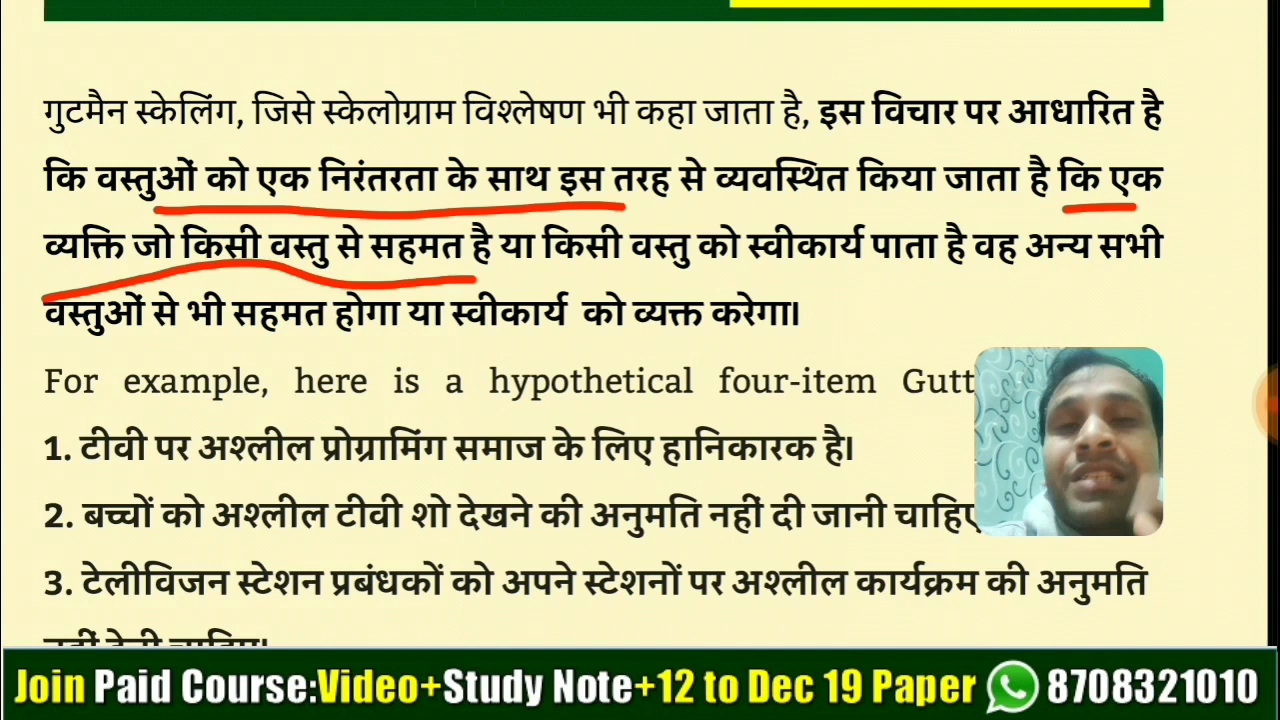 गुटमैन स्केलिंग, जिसे स्केलोग्राम विश्लेषण भी कहा जाता है, इस विचार पर आधारित है
कि वस्तुओं को एक निरंतरता के साथ इस तरह से व्यवस्थित किया जाता है कि एक
व्यक्ति जो किसी वस्तु से सहमत है या किसी वस्तु को स्वीकार्य पाता है वह अन्य सभी
वस्तुओं से भी सहमत होगा या स्वीकार्य को व्यक्त करेगा।
For example, here is a hypothetical four-item
1. टीवी पर अश्लील प्रोग्रामिंग समाज के लिए हानिकारक है।
2. बच्चों को अश्लील टीवी शो देखने की अनुमति नहीं दी जानी चाहिए
3. टेलीविजन स्टेशन प्रबंधकों को अपने स्टेशनों पर अश्लील कार्यक्रम की अनुमति
Join Paid Course:Video+Study Note+12 to Dec 19 Paper 8708321010